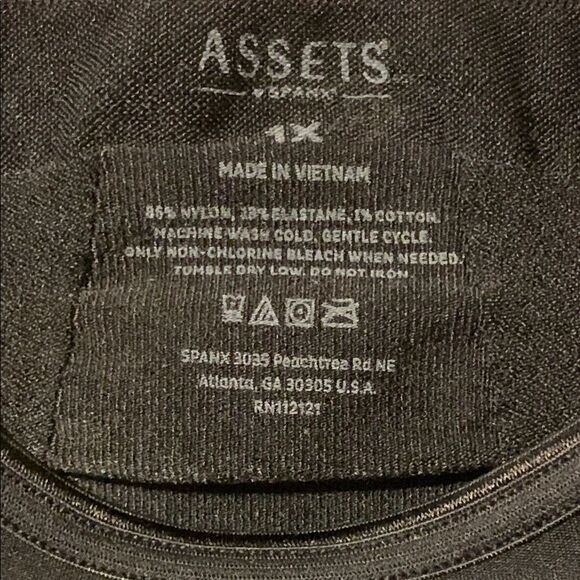 ASSETS
SPANX
1X
MADE IN VIETNAM
86% NYLON, 13% ELASTANE, 1% COTTON.
MACHINE WASH COLD, GENTLE CYCLE.
ONLY NON-CHLORINE BLEACH WHEN NEEDED.
TUMBLE DRY LOW. DO NOT IRON
SPANX 3035 Peachtree Rd NE
Atlanta, GA 30305 U.S.A.
RN112121